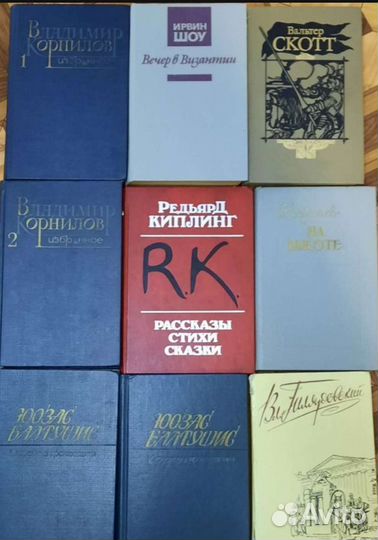 Владимир
Корнилов
1 избранное
ИРВИН
ШОУ
Вечер в Византии
Вальтер
СКОТТ
Владимир
Корнилов
2 избранное
Редьярд
Киплинг
R.K.
РАССКАЗЫ
СТИХИ
СКАЗКИ
НА
ВЫСОТЕ
ЮОЗАС
БАЛТУШИС
ЮОЗАС
БАЛТУШИС
Вл. Гиляровский
Avito